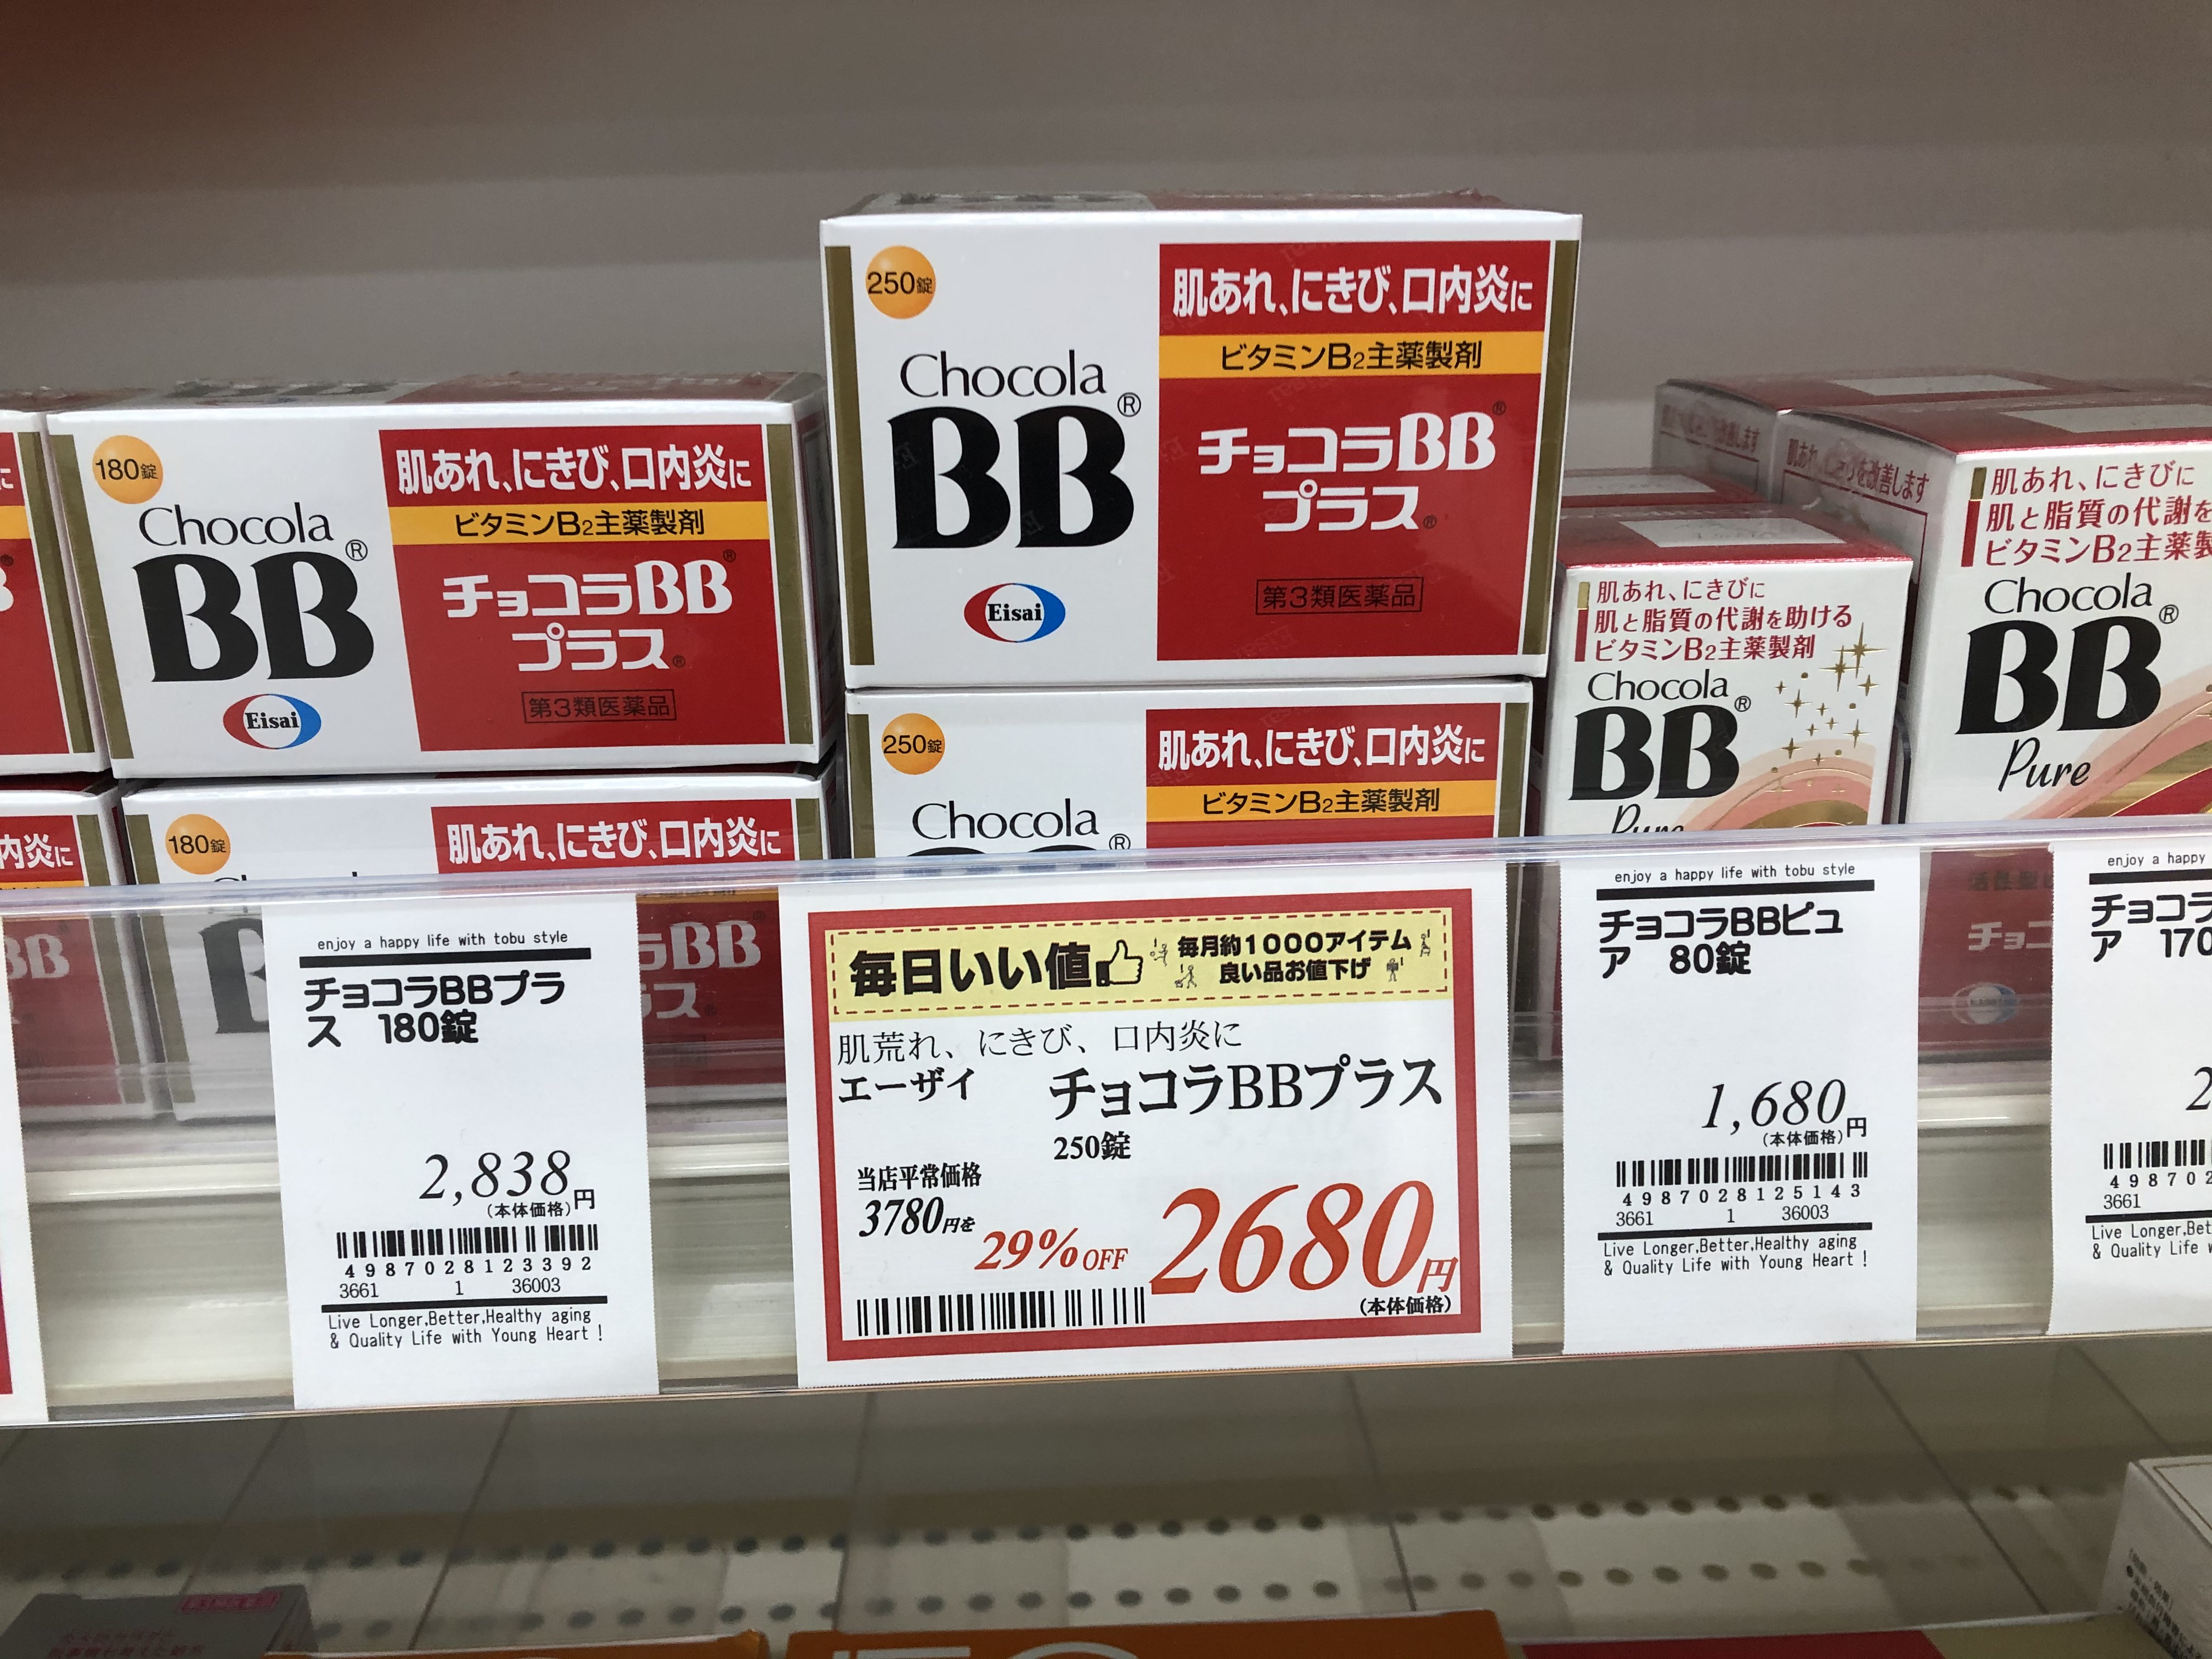 180錠
Chocola
BB®
Eisai
肌あれ、にきび、口内炎に
ビタミンB2主薬製剤
チョコラBB®
プラス®
第3類医薬品
250錠
Chocola
BB®
Eisai
肌あれ、にきび、口内炎に
ビタミンB2主薬製剤
チョコラBB®
プラス®
第3類医薬品
肌あれ、にきびに
肌と脂質の代謝を助ける
ビタミンB2主薬製剤
Chocola
BB®
Pure
肌あれ、にきびに
肌と脂質の代謝を
ビタミンB2主薬製
Chocola
BB®
Pure
内炎に
180錠
肌あれ、にきび、口内炎に
250錠
Chocola
®
肌あれ、にきび、口内炎に
ビタミンB2主薬製剤
enjoy a happy life with tobu style
チョコラBBプラ
ス 180錠
2,838円
(本体価格)
4987028123392
3661 1 36003
Live Longer,Better,Healthy aging
& Quality Life with Young Heart !
毎日いい値
毎月約1000アイテム
良い品お値下げ
肌荒れ、にきび、口内炎に
エーザイ チョコラBBプラス
250錠
当店平常価格
3780円を
29%OFF
2680円
(本体価格)
enjoy a happy life with tobu style
チョコラBBピュ
ア 80錠
1,680円
(本体価格)
4987028125143
3661 1 36003
Live Longer,Better,Healthy aging
& Quality Life with Young Heart !
enjoy a happy
チョコラ
ア 170
2
498702
3661
Live Longer,Bet
& Quality Life